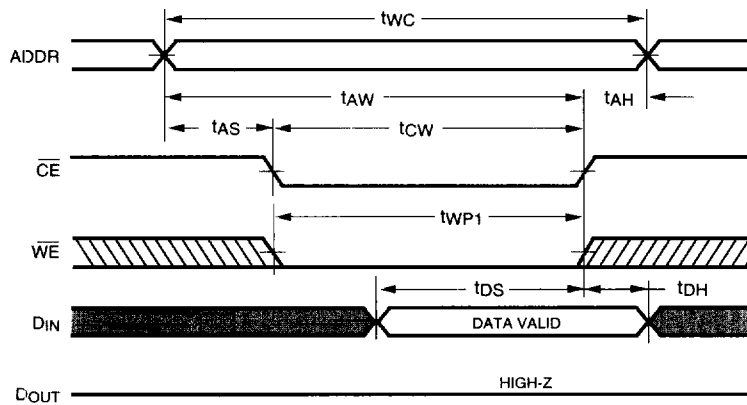 tWC
ADDR
tAW
tAH
tAS
tCW
CE
tWP1
WE
tDS
tDH
DIN
DATA VALID
DOUT
HIGH-Z